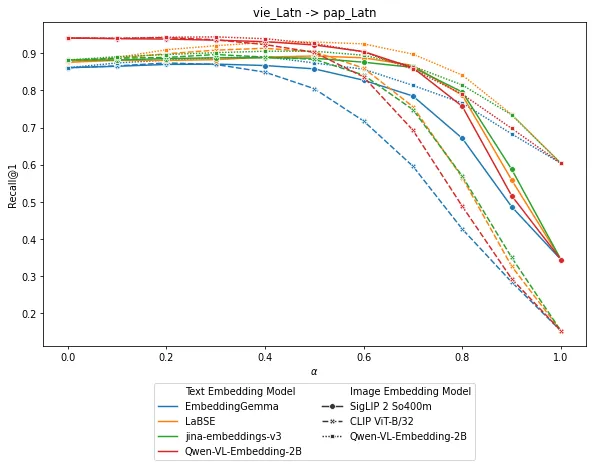 vie_Latn -> pap_Latn
Recall@1
0.9
0.8
0.7
0.6
0.5
0.4
0.3
0.2
0.0 0.2 0.4 0.6 0.8 1.0
α
Text Embedding Model Image Embedding Model
EmbeddingGemma SigLIP 2 So400m
LaBSE CLIP ViT-B/32
jina-embeddings-v3 Qwen-VL-Embedding-2B
Qwen-VL-Embedding-2B